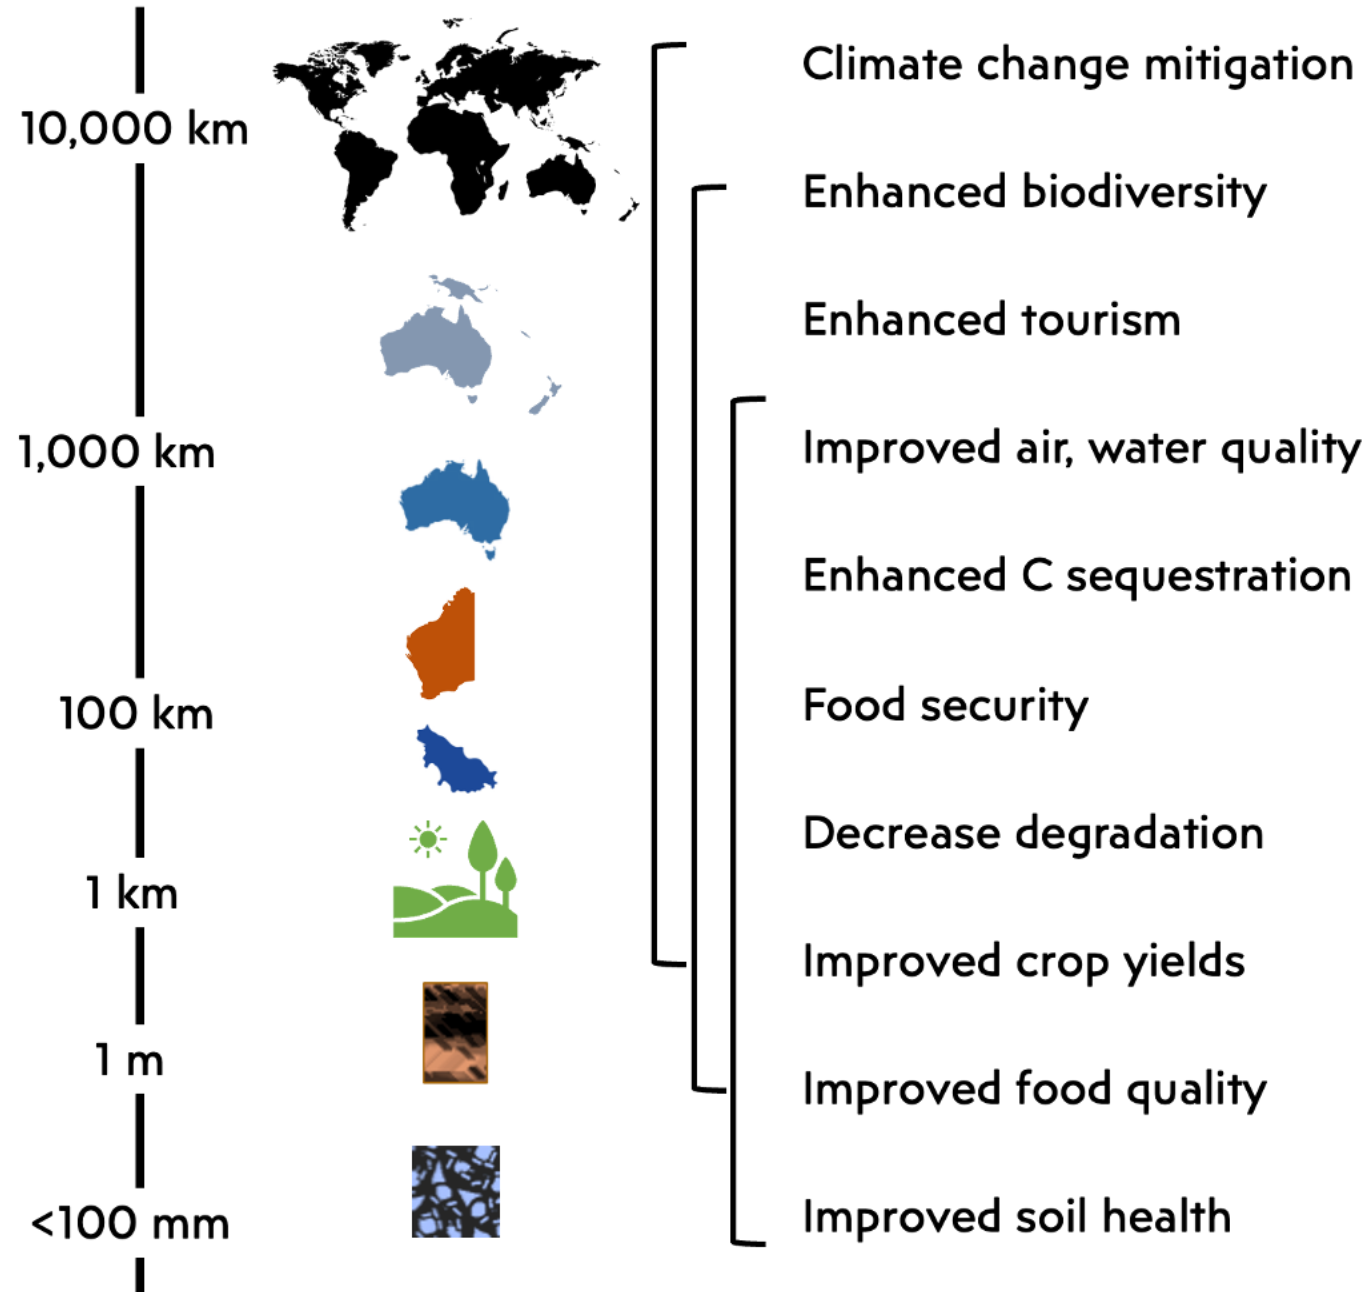 10,000 km
1,000 km
100 km
1 km
1 m
<100 mm
Climate change mitigation
Enhanced biodiversity
Enhanced tourism
Improved air, water quality
Enhanced C sequestration
Food security
Decrease degradation
Improved crop yields
Improved food quality
Improved soil health